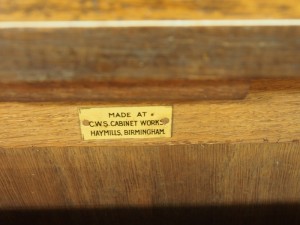 MADE AT
C.W.S. CABINET WORKS
HAYMILLS, BIRMINGHAM.